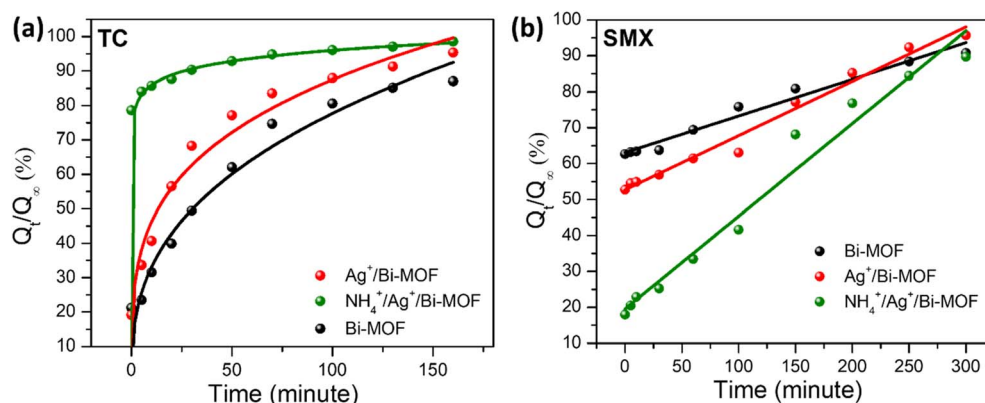 (a)
TC
100
90
80
70
60
50
40
30
20
10
Qt/Q∞ (%)
Ag⁺/Bi-MOF
NH₄⁺/Ag⁺/Bi-MOF
Bi-MOF
0
50
100
150
Time (minute)
(b)
SMX
100
90
80
70
60
50
40
30
20
10
Qt/Q∞ (%)
Bi-MOF
Ag⁺/Bi-MOF
NH₄⁺/Ag⁺/Bi-MOF
0
50
100
150
200
250
300
Time (minute)